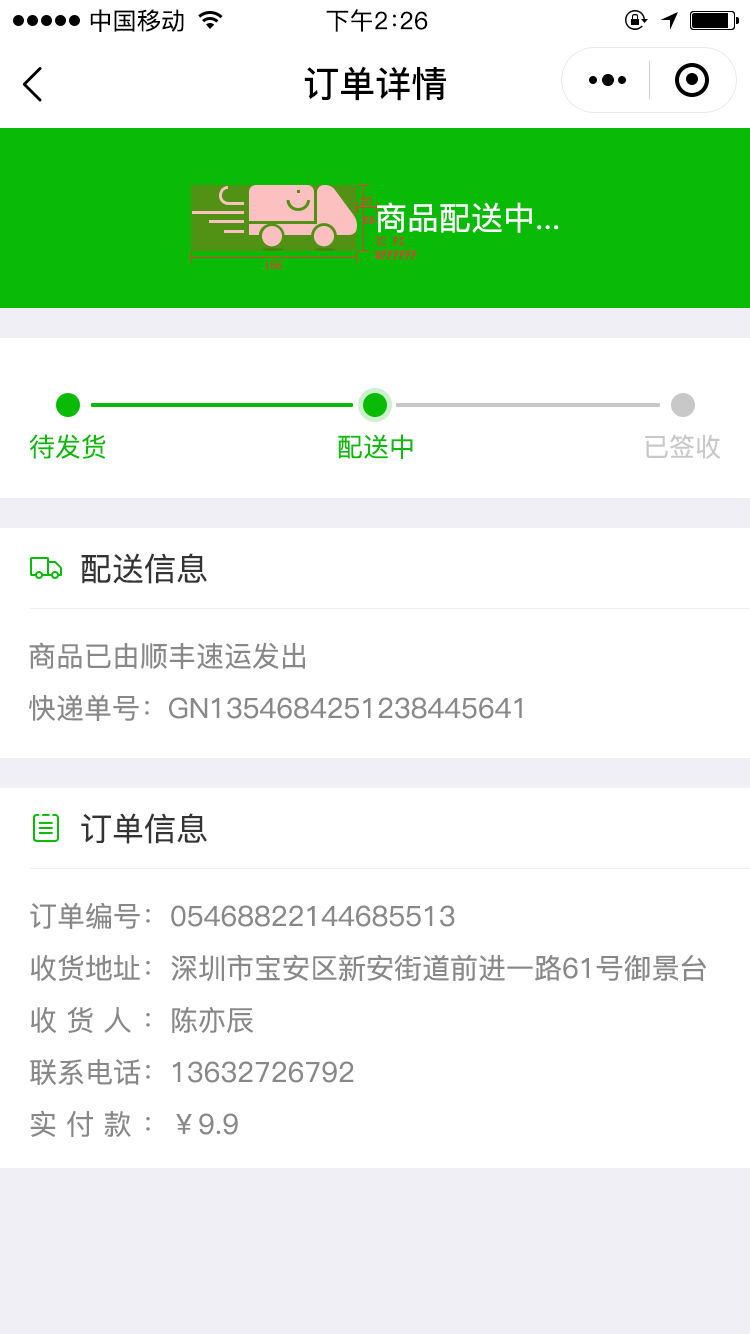 中国移动
下午2:26
订单详情
商品配送中...
待发货
配送中
已签收
配送信息
商品已由顺丰速运发出
快递单号：GN1354684251238445641
订单信息
订单编号：05468822144685513
收货地址：深圳市宝安区新安街道前进一路61号御景台
收 货 人 ：陈亦辰
联系电话：13632726792
实 付 款 ：￥9.9